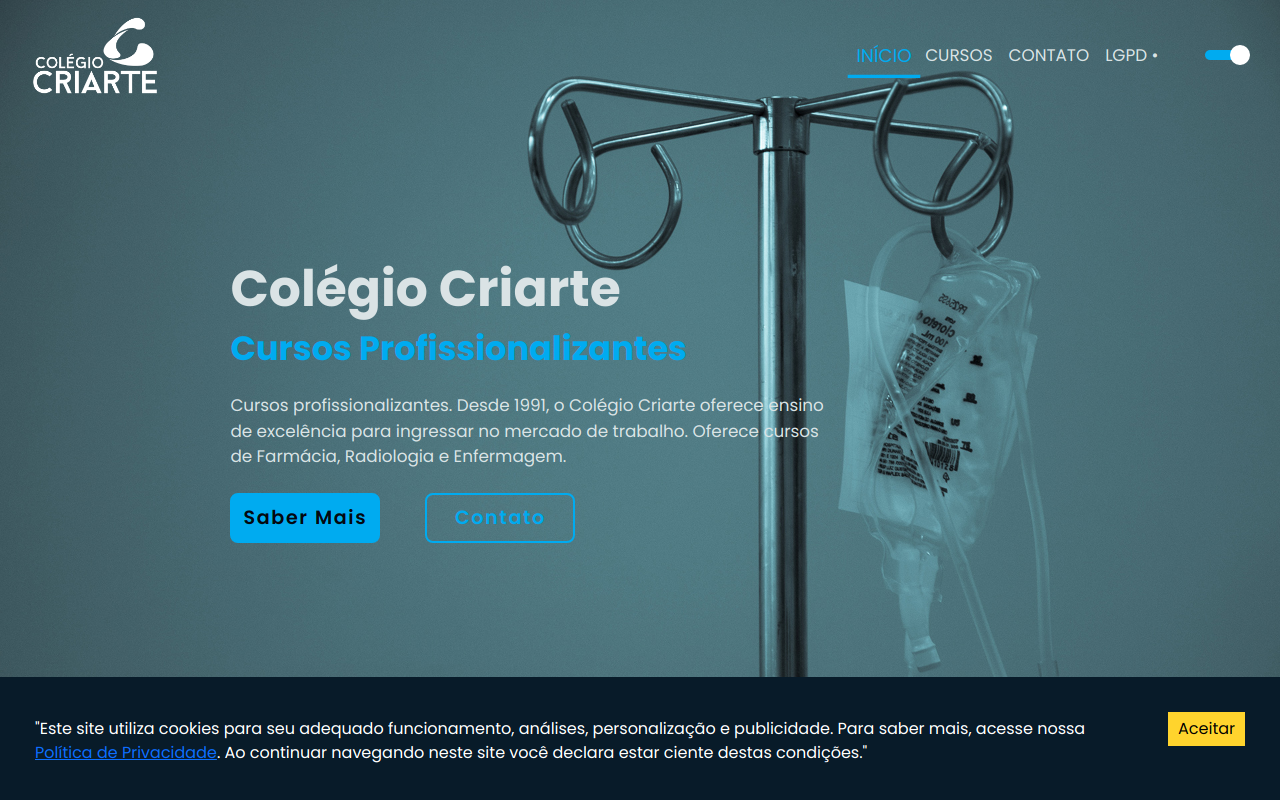 COLÉGIO
CRIARTE
INÍCIO CURSOS CONTATO LGPD •
Colégio Criarte
Cursos Profissionalizantes
Cursos profissionalizantes. Desde 1991, o Colégio Criarte oferece ensino
de excelência para ingressar no mercado de trabalho. Oferece cursos
de Farmácia, Radiologia e Enfermagem.
Saber Mais Contato
"Este site utiliza cookies para seu adequado funcionamento, análises, personalização e publicidade. Para saber mais, acesse nossa
Política de Privacidade. Ao continuar navegando neste site você declara estar ciente destas condições."
Aceitar